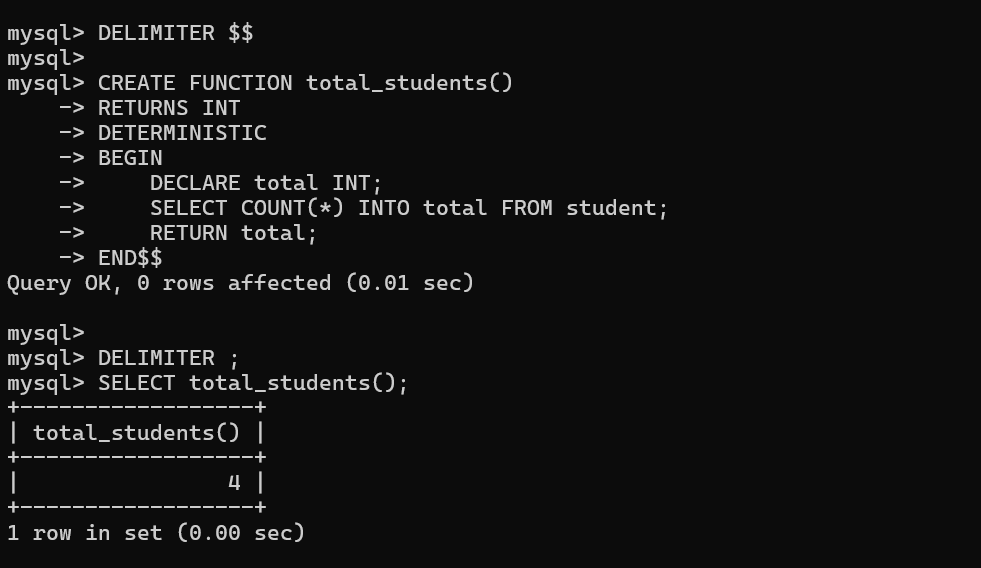 mysql> DELIMITER $$
mysql>
mysql> CREATE FUNCTION total_students()
    -> RETURNS INT
    -> DETERMINISTIC
    -> BEGIN
    ->     DECLARE total INT;
    ->     SELECT COUNT(*) INTO total FROM student;
    ->     RETURN total;
    -> END$$
Query OK, 0 rows affected (0.01 sec)

mysql>
mysql> DELIMITER ;
mysql> SELECT total_students();
+------------------+
| total_students() |
+------------------+
|                4 |
+------------------+
1 row in set (0.00 sec)